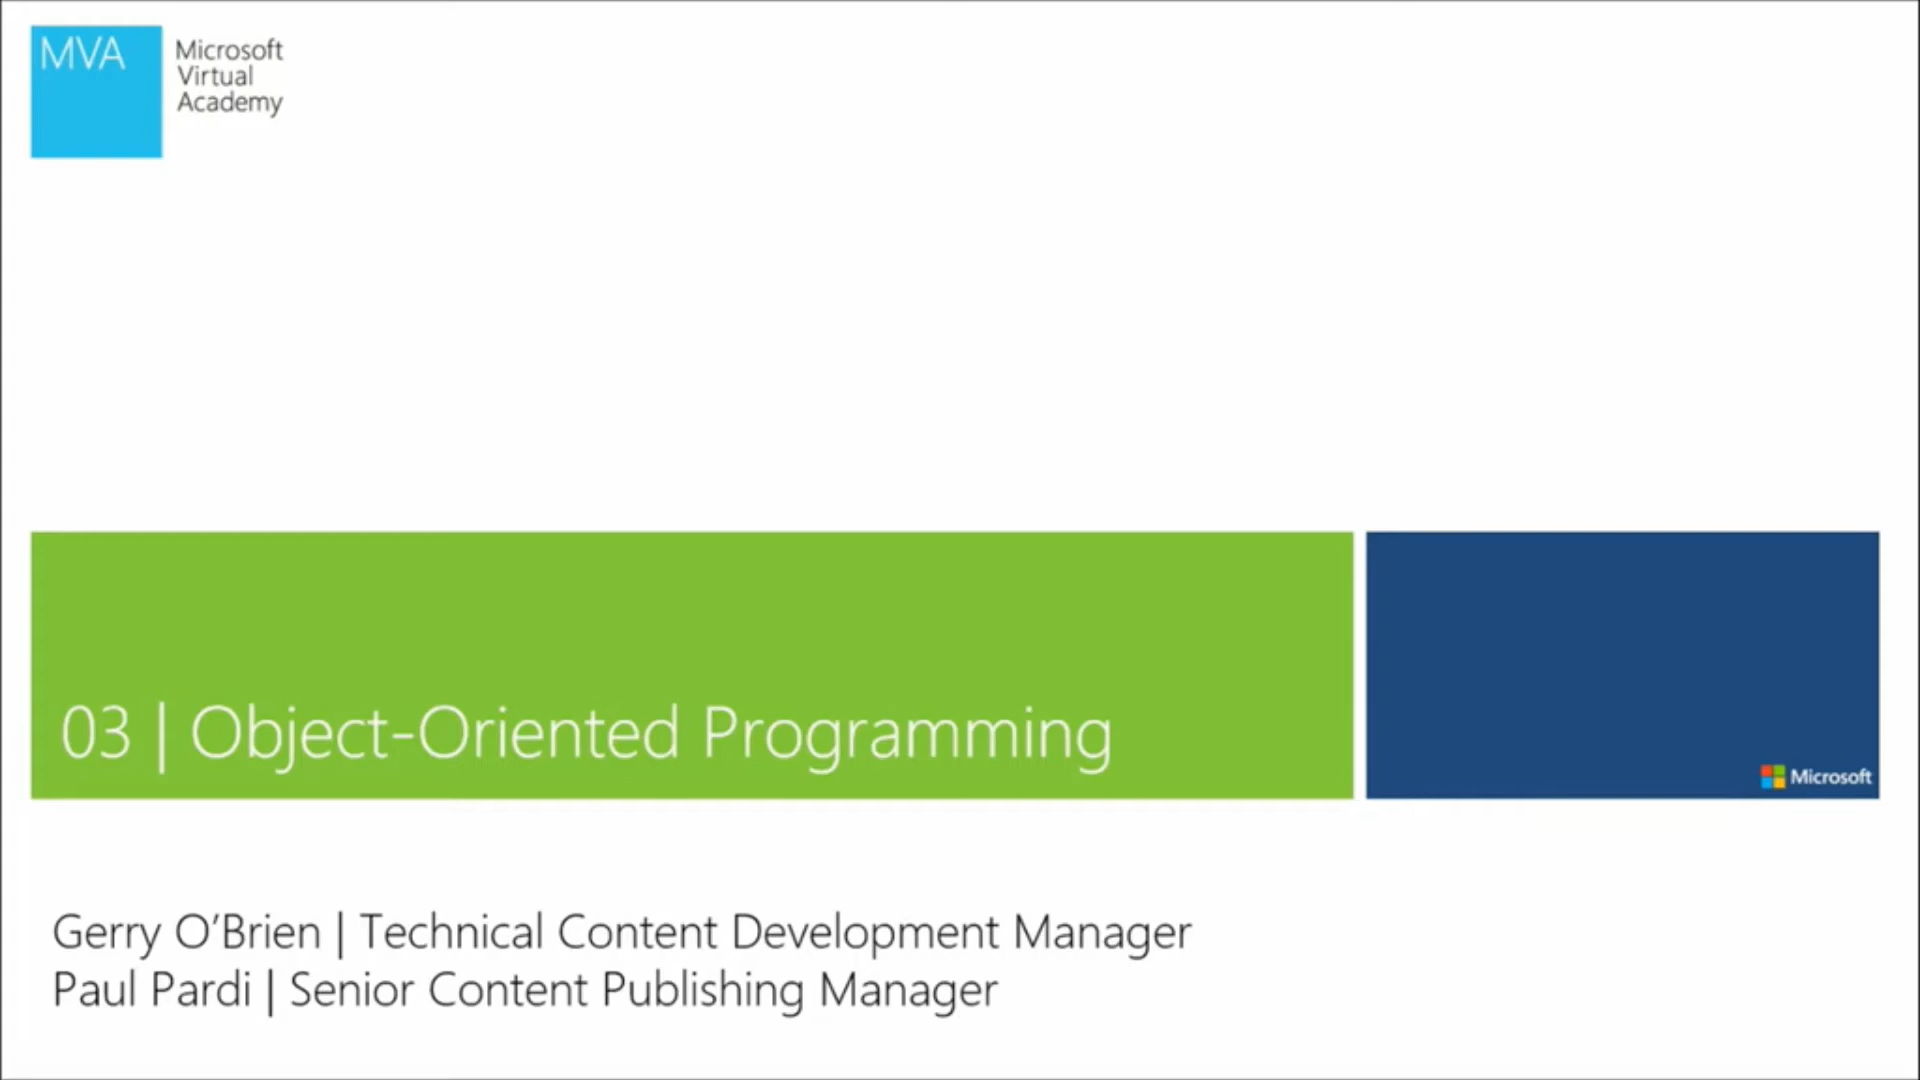 MVA
Microsoft
Virtual
Academy
03 | Object-Oriented Programming
Microsoft
Gerry O’Brien | Technical Content Development Manager
Paul Pardi | Senior Content Publishing Manager